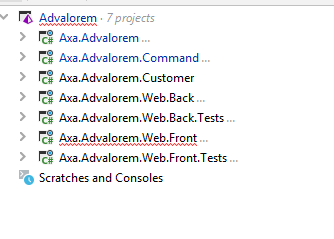 Advalorem · 7 projects
Axa.Advalorem ...
Axa.Advalorem.Command ...
Axa.Advalorem.Customer
Axa.Advalorem.Web.Back ...
Axa.Advalorem.Web.Back.Tests ...
Axa.Advalorem.Web.Front ...
Axa.Advalorem.Web.Front.Tests ...
Scratches and Consoles